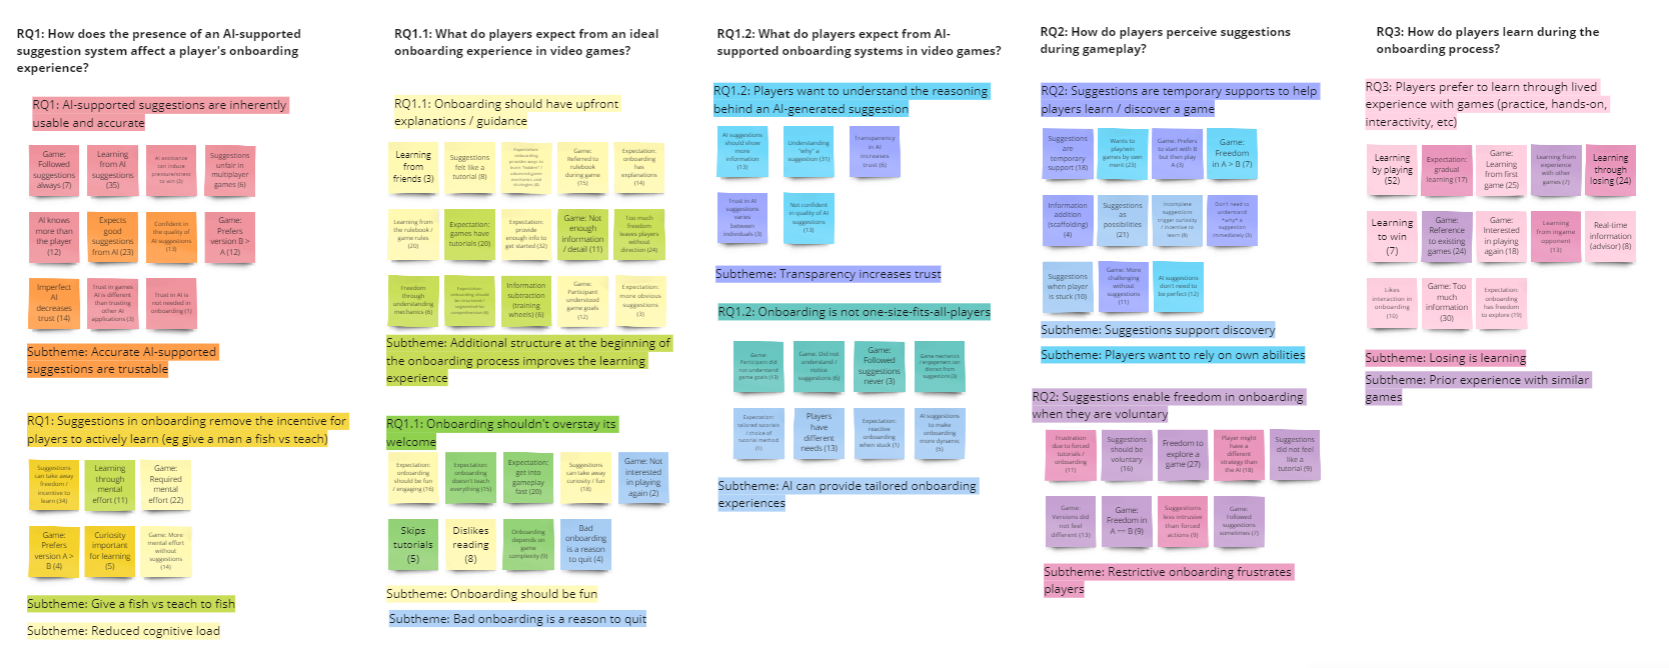 RQ1: How does the presence of an AI-supported
suggestion system affect a player's onboarding
experience?
RQ1: AI-supported suggestions are inherently
usable and accurate
Game:
Followed
suggestions
always (7)
Learning
from AI
suggestions
(35)
AI assistance
can induce
pressure/stress
to win (2)
Suggestions
unfair in
multiplayer
games (6)
AI knows
more than
the player
(12)
Expects
good
suggestions
from AI (23)
Confident in
the quality of
AI suggestions
(13)
Game:
Prefers
version B >
A (12)
Imperfect
AI
decreases
trust (14)
Trust in games
AI is different
than trusting
other AI
applications (3)
Trust in AI is
not needed in
onboarding (1)
Subtheme: Accurate AI-supported
suggestions are trustable
RQ1: Suggestions in onboarding remove the incentive for
players to actively learn (eg give a man a fish vs teach)
Suggestions
can take away
freedom /
incentive to
learn (34)
Learning
through
mental
effort (11)
Game:
Required
mental
effort (22)
Game:
Prefers
version A >
B (4)
Curiosity
important
for learning
(5)
Game: More
mental effort
without
suggestions
(14)
Subtheme: Give a fish vs teach to fish
Subtheme: Reduced cognitive load
RQ1.1: What do players expect from an ideal
onboarding experience in video games?
RQ1.1: Onboarding should have upfront
explanations / guidance
Learning
from
friends (3)
Suggestions
felt like a
tutorial (8)
Expectation:
onboarding
Game:
Referred to
rulebook
during game
(15)
Expectation:
onboarding
has
explanations
(14)
Learning from
the rulebook /
game rules
(20)
Expectation:
games have
tutorials (20)
Expectation:
provide
enough info to
get started (32)
Game: Not
enough
information
/ detail (11)
Too much
freedom
leaves players
without
direction (24)
Freedom
through
understanding
mechanics (6)
Expectation:
onboarding should
Information
subtraction
(training
wheels) (6)
Game:
Participant
understood
game goals
(12)
Expectation:
more obvious
suggestions
(3)
Subtheme: Additional structure at the beginning of
the onboarding process improves the learning
experience
RQ1.1: Onboarding shouldn't overstay its
welcome
Expectation:
onboarding
should be fun
/ engaging (16)
Expectation:
onboarding
doesn't teach
everything (15)
Expectation:
get into
gameplay
fast (20)
Suggestions
can take away
curiosity / fun
(18)
Game: Not
interested
in playing
again (2)
Skips
tutorials
(5)
Dislikes
reading
(8)
Onboarding
depends on
game
complexity (9)
Bad
onboarding
is a reason
to quit (4)
Subtheme: Onboarding should be fun
Subtheme: Bad onboarding is a reason to quit
RQ1.2: What do players expect from AI-
supported onboarding systems in video games?
RQ1.2: Players want to understand the reasoning
behind an AI-generated suggestion
AI suggestions
should show
more
information
(13)
Understanding
"why" a
suggestion (31)
Transparency
in AI
increases
trust (6)
Trust in AI
suggestions
varies
between
individuals (3)
Not confident
in quality of AI
suggestions
(13)
Subtheme: Transparency increases trust
RQ1.2: Onboarding is not one-size-fits-all-players
Game:
Participant did
not understand
game goals (13)
Game: Did not
understand /
notice
suggestions (6)
Game:
Followed
suggestions
never (3)
Game mechanics
/ engagement can
distract from
suggestions (3)
Expectation:
tailored tutorials
/ choice of
tutorial method
Players
have
different
needs (13)
Expectation:
reactive
onboarding
when stuck (1)
AI suggestions
to make
onboarding
more dynamic
Subtheme: AI can provide tailored onboarding
experiences
RQ2: How do players perceive suggestions
during gameplay?
RQ2: Suggestions are temporary supports to help
players learn / discover a game
Suggestions
are
temporary
support (18)
Wants to
play/win
games by own
merit (23)
Game: Prefers
to start with B
but then play
A (3)
Game:
Freedom
in A > B (7)
Information
addition
(scaffolding)
(4)
Suggestions
as
possibilities
(21)
Incomplete
suggestions
trigger curiosity
/ incentive to
learn (8)
Don't need to
understand
"why" a
suggestion
immediately (5)
Suggestions
when player
is stuck (10)
Game: More
challenging
without
suggestions
(11)
AI suggestions
don't need to
be perfect (12)
Subtheme: Suggestions support discovery
Subtheme: Players want to rely on own abilities
RQ2: Suggestions enable freedom in onboarding
when they are voluntary
Frustration
due to forced
tutorials /
onboarding
(11)
Suggestions
should be
voluntary
(16)
Freedom to
explore a
game (27)
Player might
have a
different
strategy than
the AI (18)
Suggestions
did not feel
like a
tutorial (9)
Game:
Versions did
not feel
different (13)
Game:
Freedom in
A ~~ B (9)
Suggestions
less intrusive
than forced
actions (9)
Game:
Followed
suggestions
sometimes (7)
Subtheme: Restrictive onboarding frustrates
players
RQ3: How do players learn during the
onboarding process?
RQ3: Players prefer to learn through lived
experience with games (practice, hands-on,
interactivity, etc)
Learning
by playing
(52)
Expectation:
gradual
learning (17)
Game:
Learning
from first
game (25)
Learning from
experience
with other
games (7)
Learning
through
losing (24)
Learning
to win
(7)
Game:
Reference
to existing
games (24)
Game:
Interested
in playing
again (18)
Learning
from ingame
opponent
(13)
Real-time
information
(advisor) (8)
Likes
interaction in
onboarding
(10)
Game: Too
much
information
(30)
Expectation:
onboarding
has freedom
to explore (19)
Subtheme: Losing is learning
Subtheme: Prior experience with similar
games